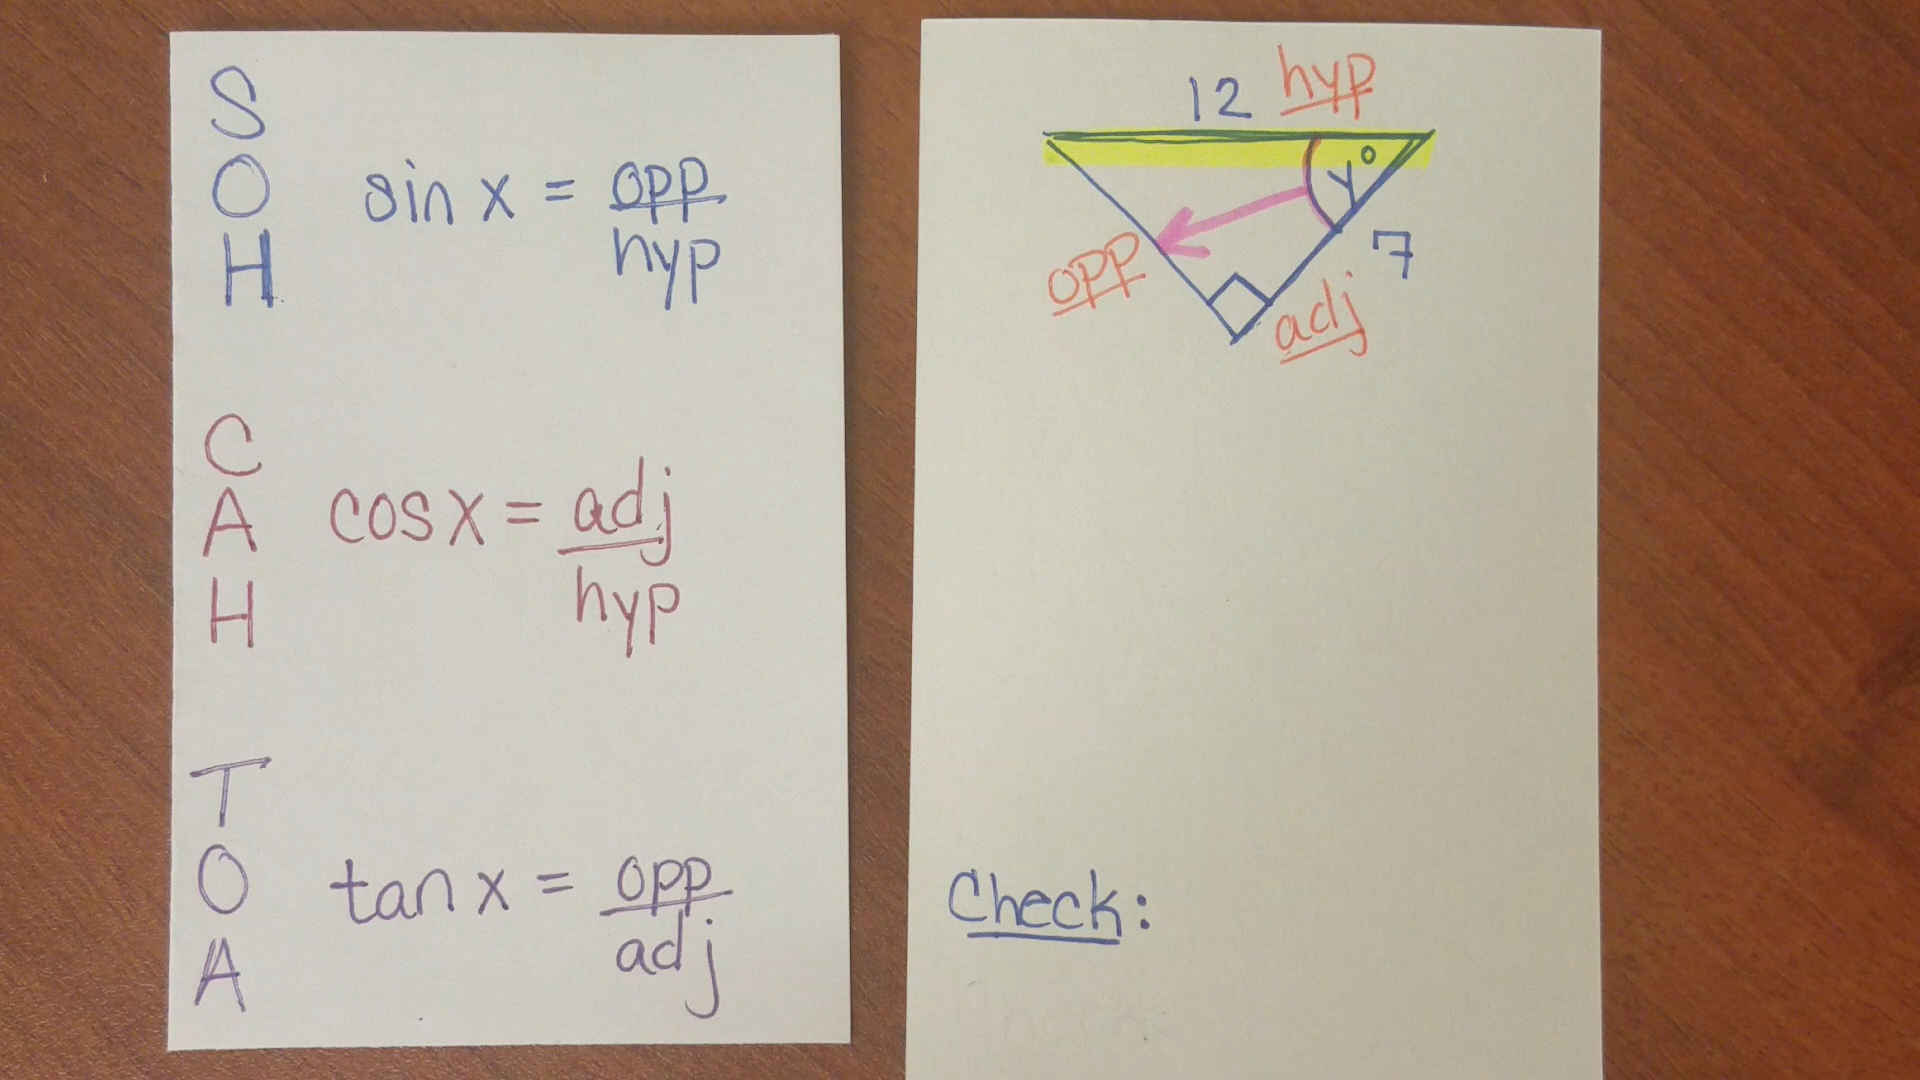 S
O
H
sin x = opp
hyp
C
A
H
cos x = adj
hyp
T
O
A
tan x = opp
adj
12 hyp
y°
7
opp
adj
Check: